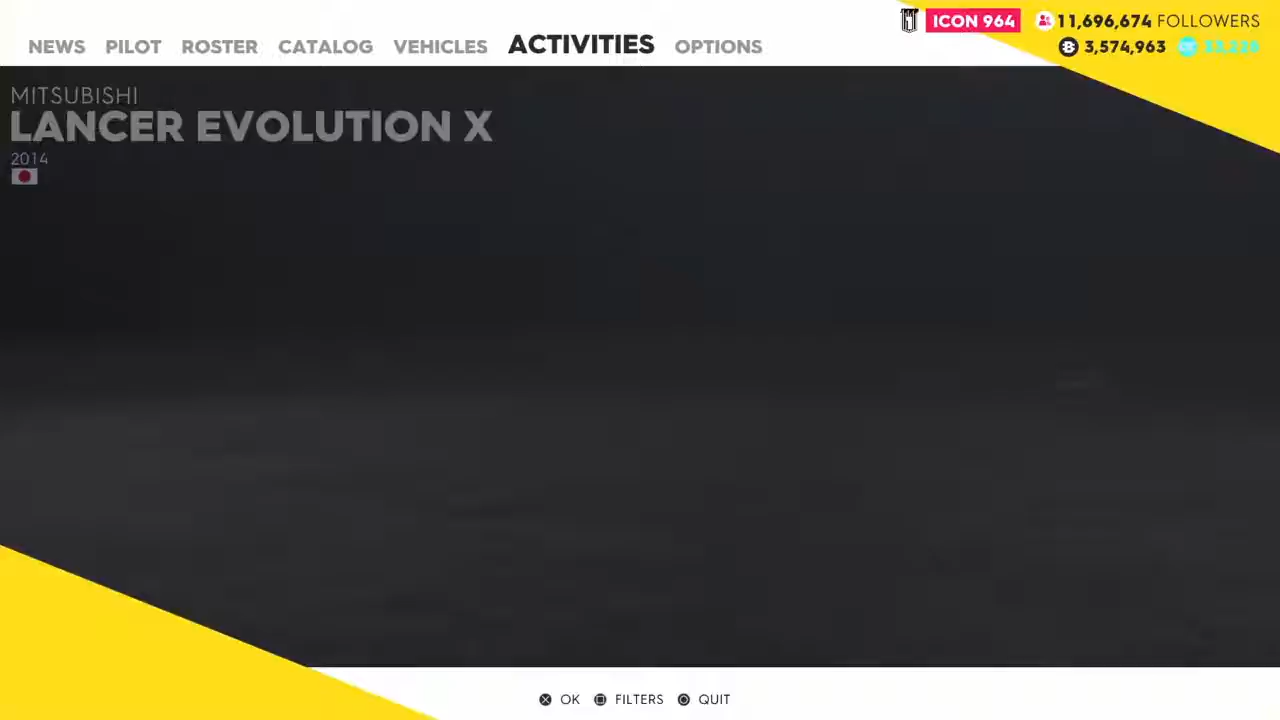 ICON 964
11,696,674 FOLLOWERS
NEWS PILOT ROSTER CATALOG VEHICLES ACTIVITIES OPTIONS
3,574,963
MITSUBISHI
LANCER EVOLUTION X
2014
OK FILTERS QUIT